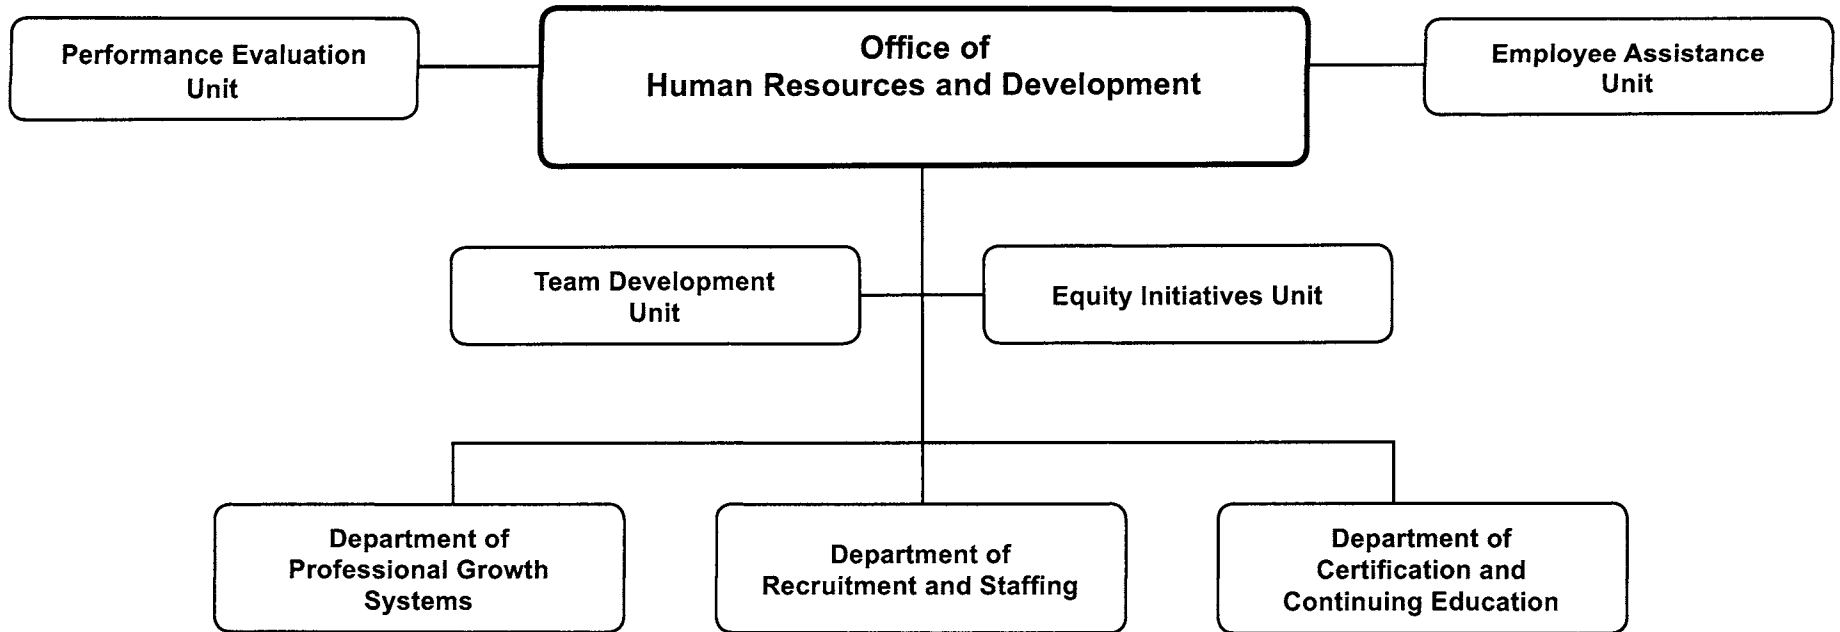 Performance Evaluation
Unit
Office of
Human Resources and Development
Employee Assistance
Unit
Team Development
Unit
Equity Initiatives Unit
Department of
Professional Growth
Systems
Department of
Recruitment and Staffing
Department of
Certification and
Continuing Education